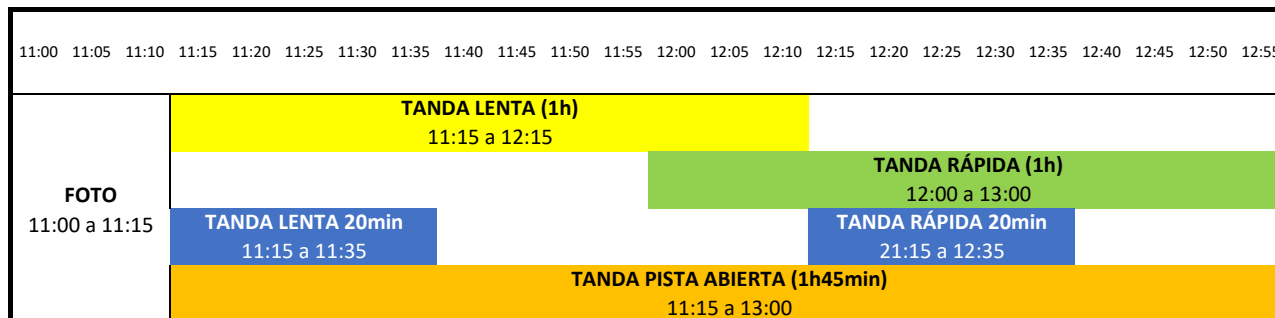 11:00 11:05 11:10 11:15 11:20 11:25 11:30 11:35 11:40 11:45 11:50 11:55 12:00 12:05 12:10 12:15 12:20 12:25 12:30 12:35 12:40 12:45 12:50 12:55
TANDA LENTA (1h)
11:15 a 12:15
TANDA RÁPIDA (1h)
12:00 a 13:00
FOTO
11:00 a 11:15
TANDA LENTA 20min
11:15 a 11:35
TANDA RÁPIDA 20min
21:15 a 12:35
TANDA PISTA ABIERTA (1h45min)
11:15 a 13:00